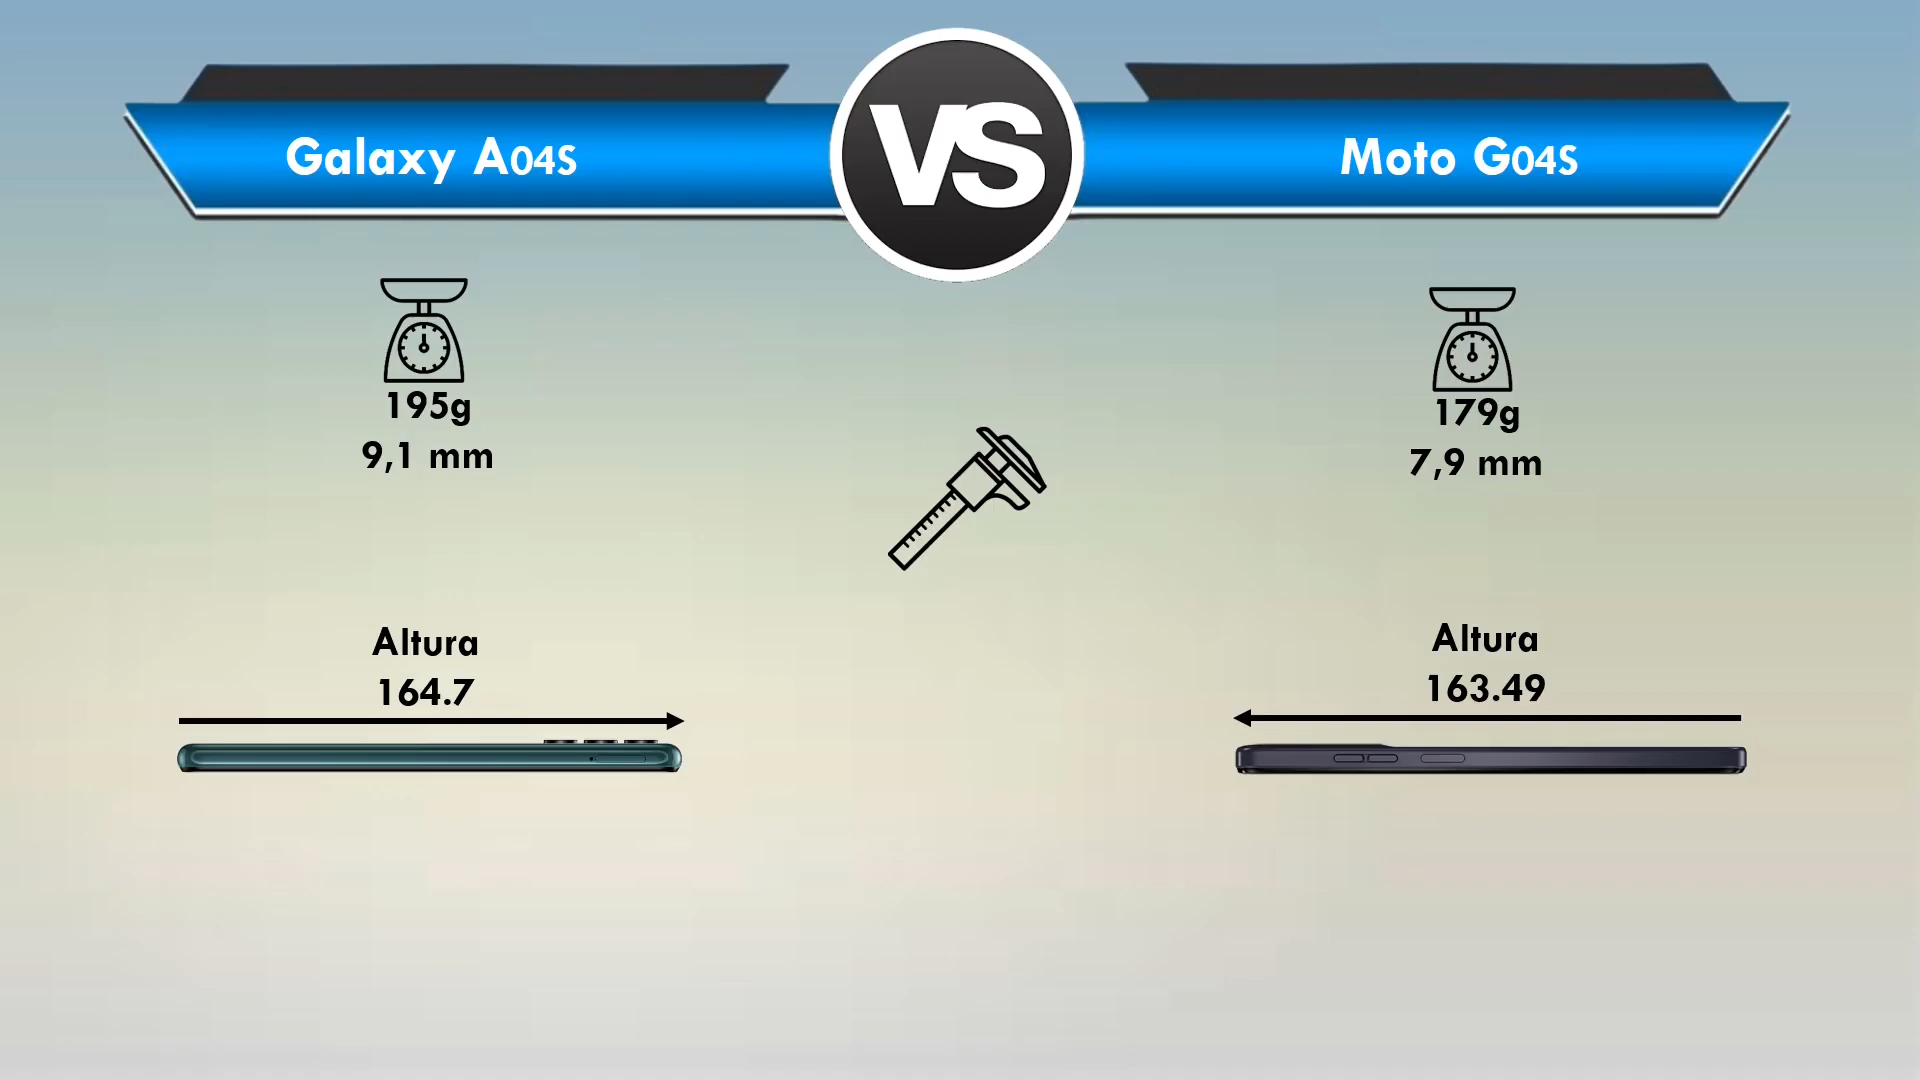 Galaxy A04S
VS
Moto G04S
195g
9,1 mm
179g
7,9 mm
Altura
164.7
Altura
163.49